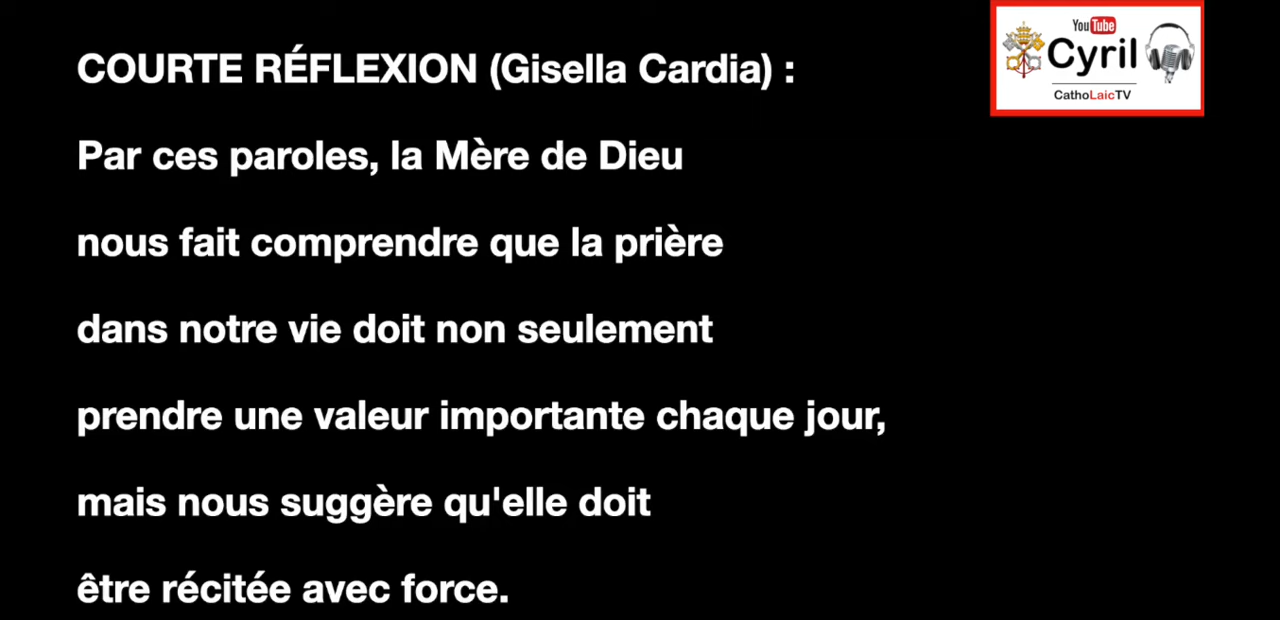 COURTE RÉFLEXION (Gisella Cardia) :
Par ces paroles, la Mère de Dieu
nous fait comprendre que la prière
dans notre vie doit non seulement
prendre une valeur importante chaque jour,
mais nous suggère qu'elle doit
être récitée avec force.
YouTube
Cyril
CathoLaicTV